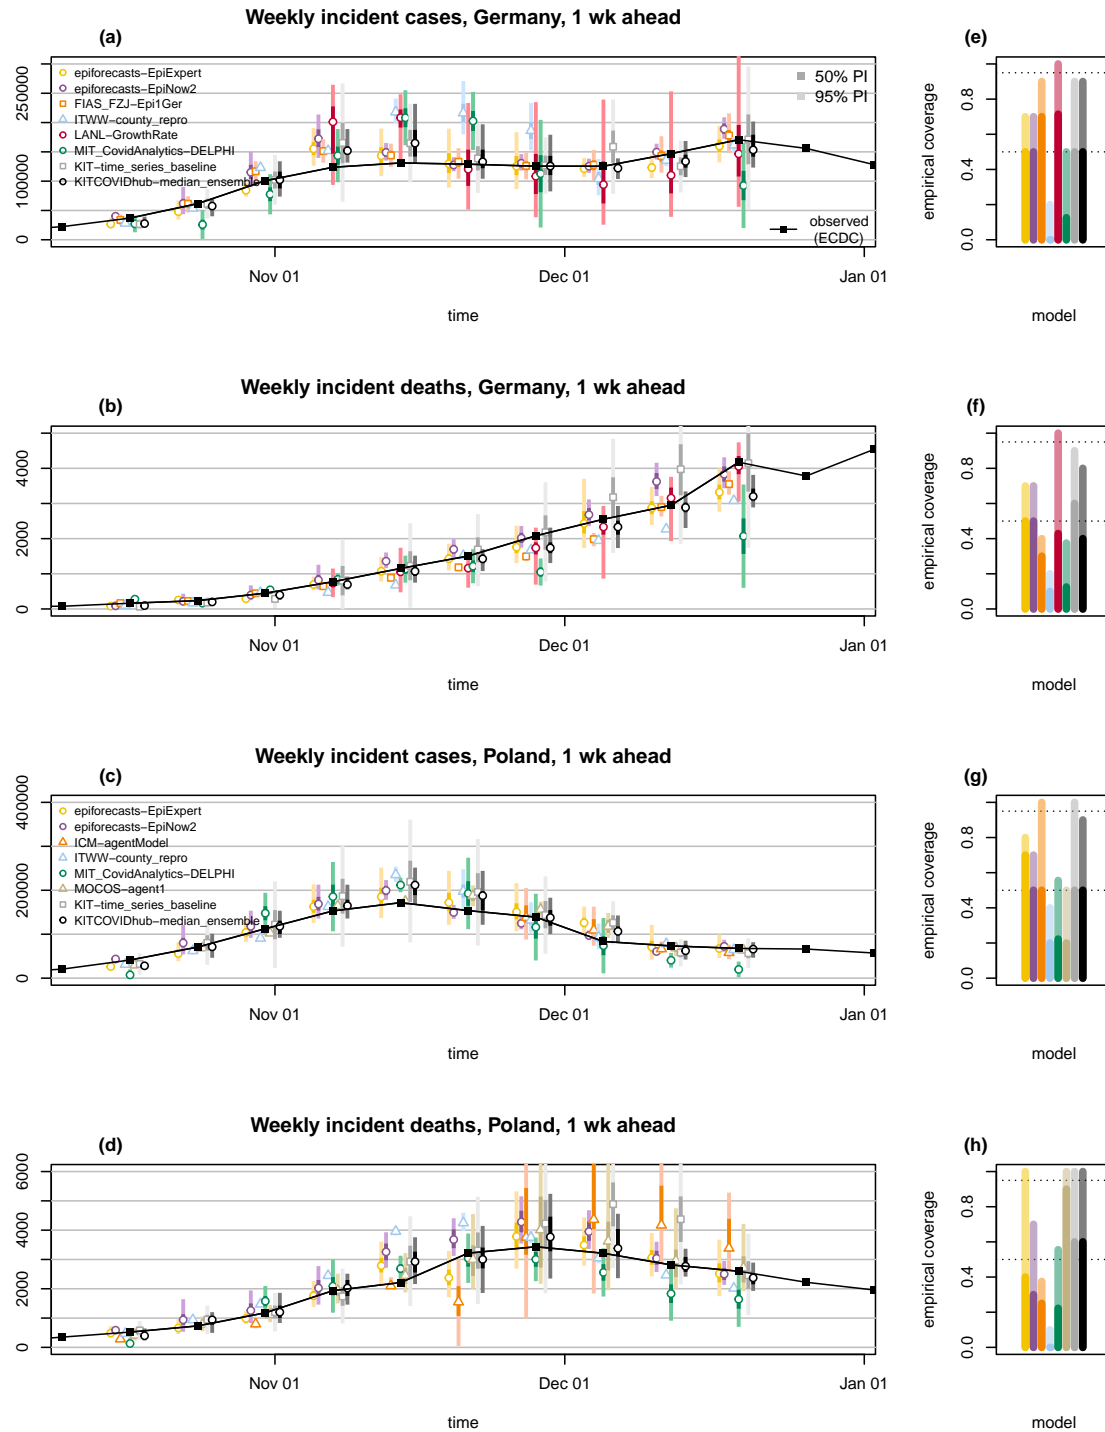 Weekly incident cases, Germany, 1 wk ahead
(a)
epiforecasts−EpiExpert
epiforecasts−EpiNow2
FIAS_FZJ−Epi1Ger
ITWW−county_repro
LANL−GrowthRate
MIT_CovidAnalytics−DELPHI
KIT−time_series_baseline
KITCOVIDhub−median_ensemble
50% PI
95% PI
observed
(ECDC)
0
100000
250000
Nov 01
Dec 01
Jan 01
time
(e)
empirical coverage
0.0
0.4
0.8
model
Weekly incident deaths, Germany, 1 wk ahead
(b)
0
2000
4000
Nov 01
Dec 01
Jan 01
time
(f)
empirical coverage
0.0
0.4
0.8
model
Weekly incident cases, Poland, 1 wk ahead
(c)
epiforecasts−EpiExpert
epiforecasts−EpiNow2
ICM−agentModel
ITWW−county_repro
MIT_CovidAnalytics−DELPHI
MOCOS−agent1
KIT−time_series_baseline
KITCOVIDhub−median_ensemble
0
200000
400000
Nov 01
Dec 01
Jan 01
time
(g)
empirical coverage
0.0
0.4
0.8
model
Weekly incident deaths, Poland, 1 wk ahead
(d)
0
2000
4000
6000
Nov 01
Dec 01
Jan 01
time
(h)
empirical coverage
0.0
0.4
0.8
model